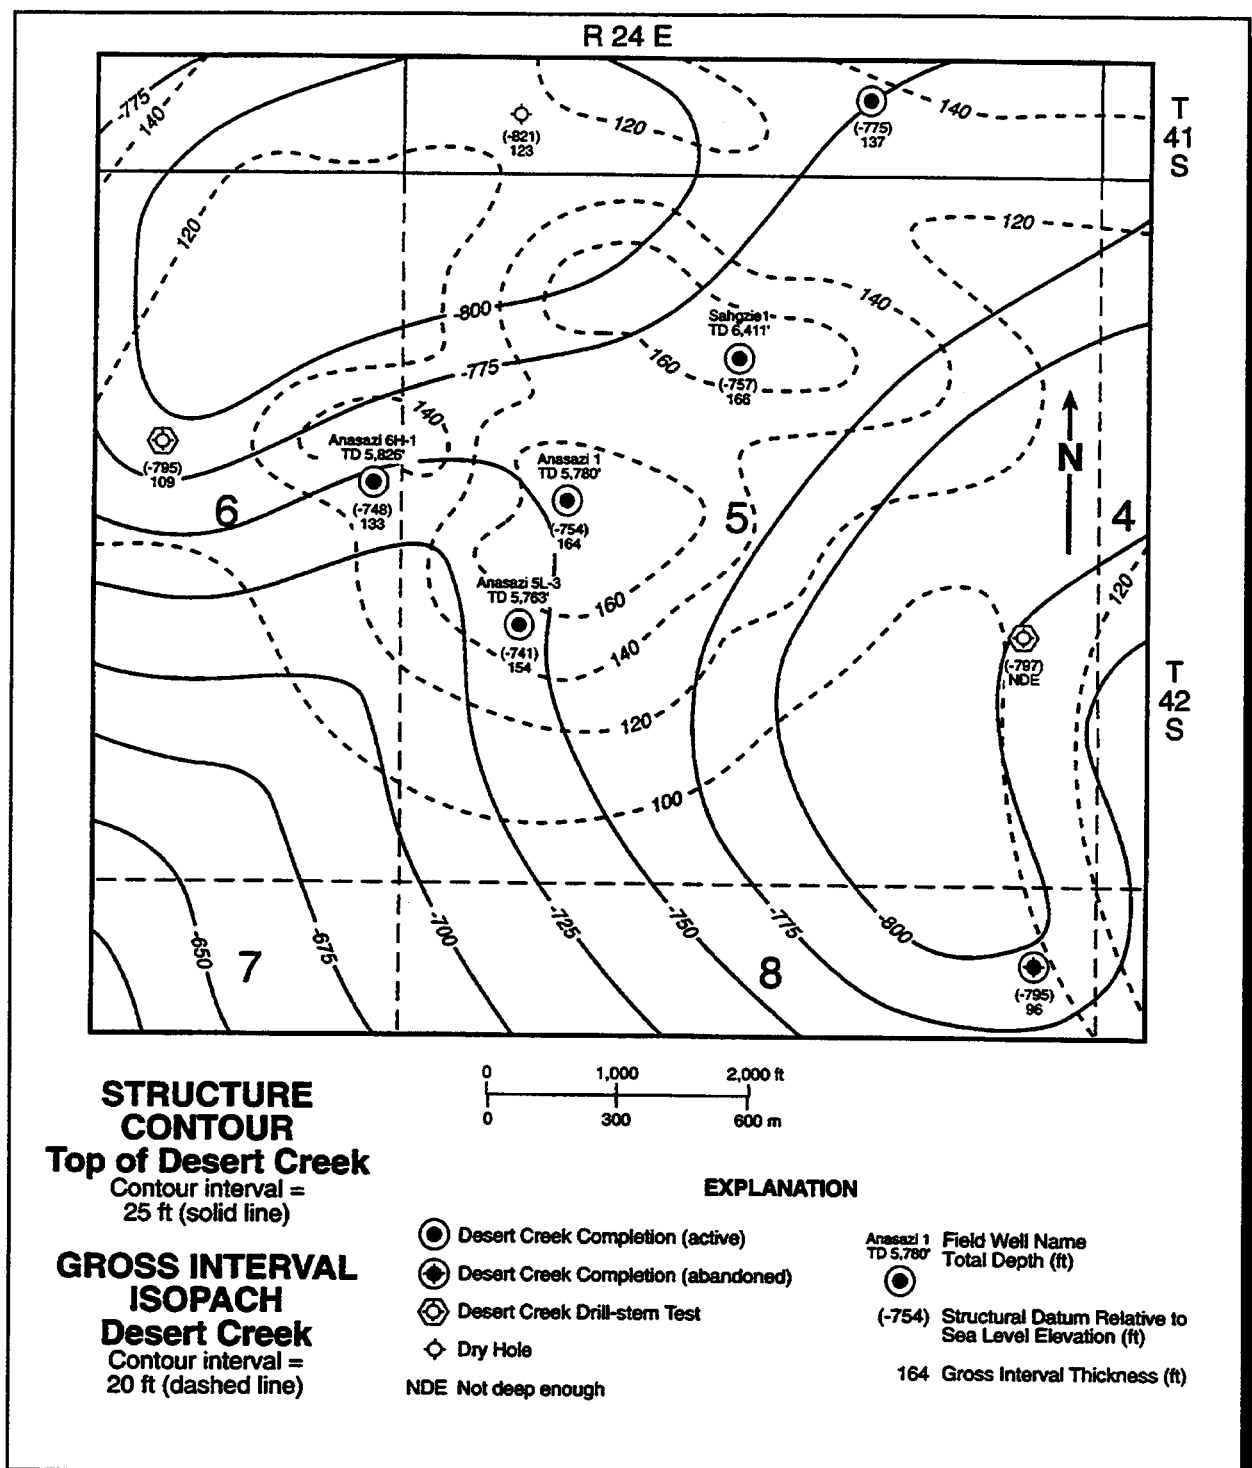 R 24 E
T
41
S
-775
140
(-821)
123
120
(-775)
137
140
120
120
-800
-775
140
Sahgzie 1
TD 6,411'
160
(-757)
166
140
Anasazi 6H-1
TD 5,826'
(-748)
133
Anasazi 1
TD 5,780'
(-754)
164
(-795)
109
6
5
N
4
Anasazi 5L-3
TD 5,763'
(-741)
154
160
140
120
100
120
(-797)
NDE
T
42
S
-650
-675
-700
-725
-750
-775
-800
7
8
(-795)
96
0 1,000 2,000 ft
0 300 600 m
STRUCTURE
CONTOUR
Top of Desert Creek
Contour interval =
25 ft (solid line)
GROSS INTERVAL
ISOPACH
Desert Creek
Contour interval =
20 ft (dashed line)
EXPLANATION
Desert Creek Completion (active)
Desert Creek Completion (abandoned)
Desert Creek Drill-stem Test
Dry Hole
NDE Not deep enough
Anasazi 1 Field Well Name
TD 5,780' Total Depth (ft)
(-754) Structural Datum Relative to
Sea Level Elevation (ft)
164 Gross Interval Thickness (ft)